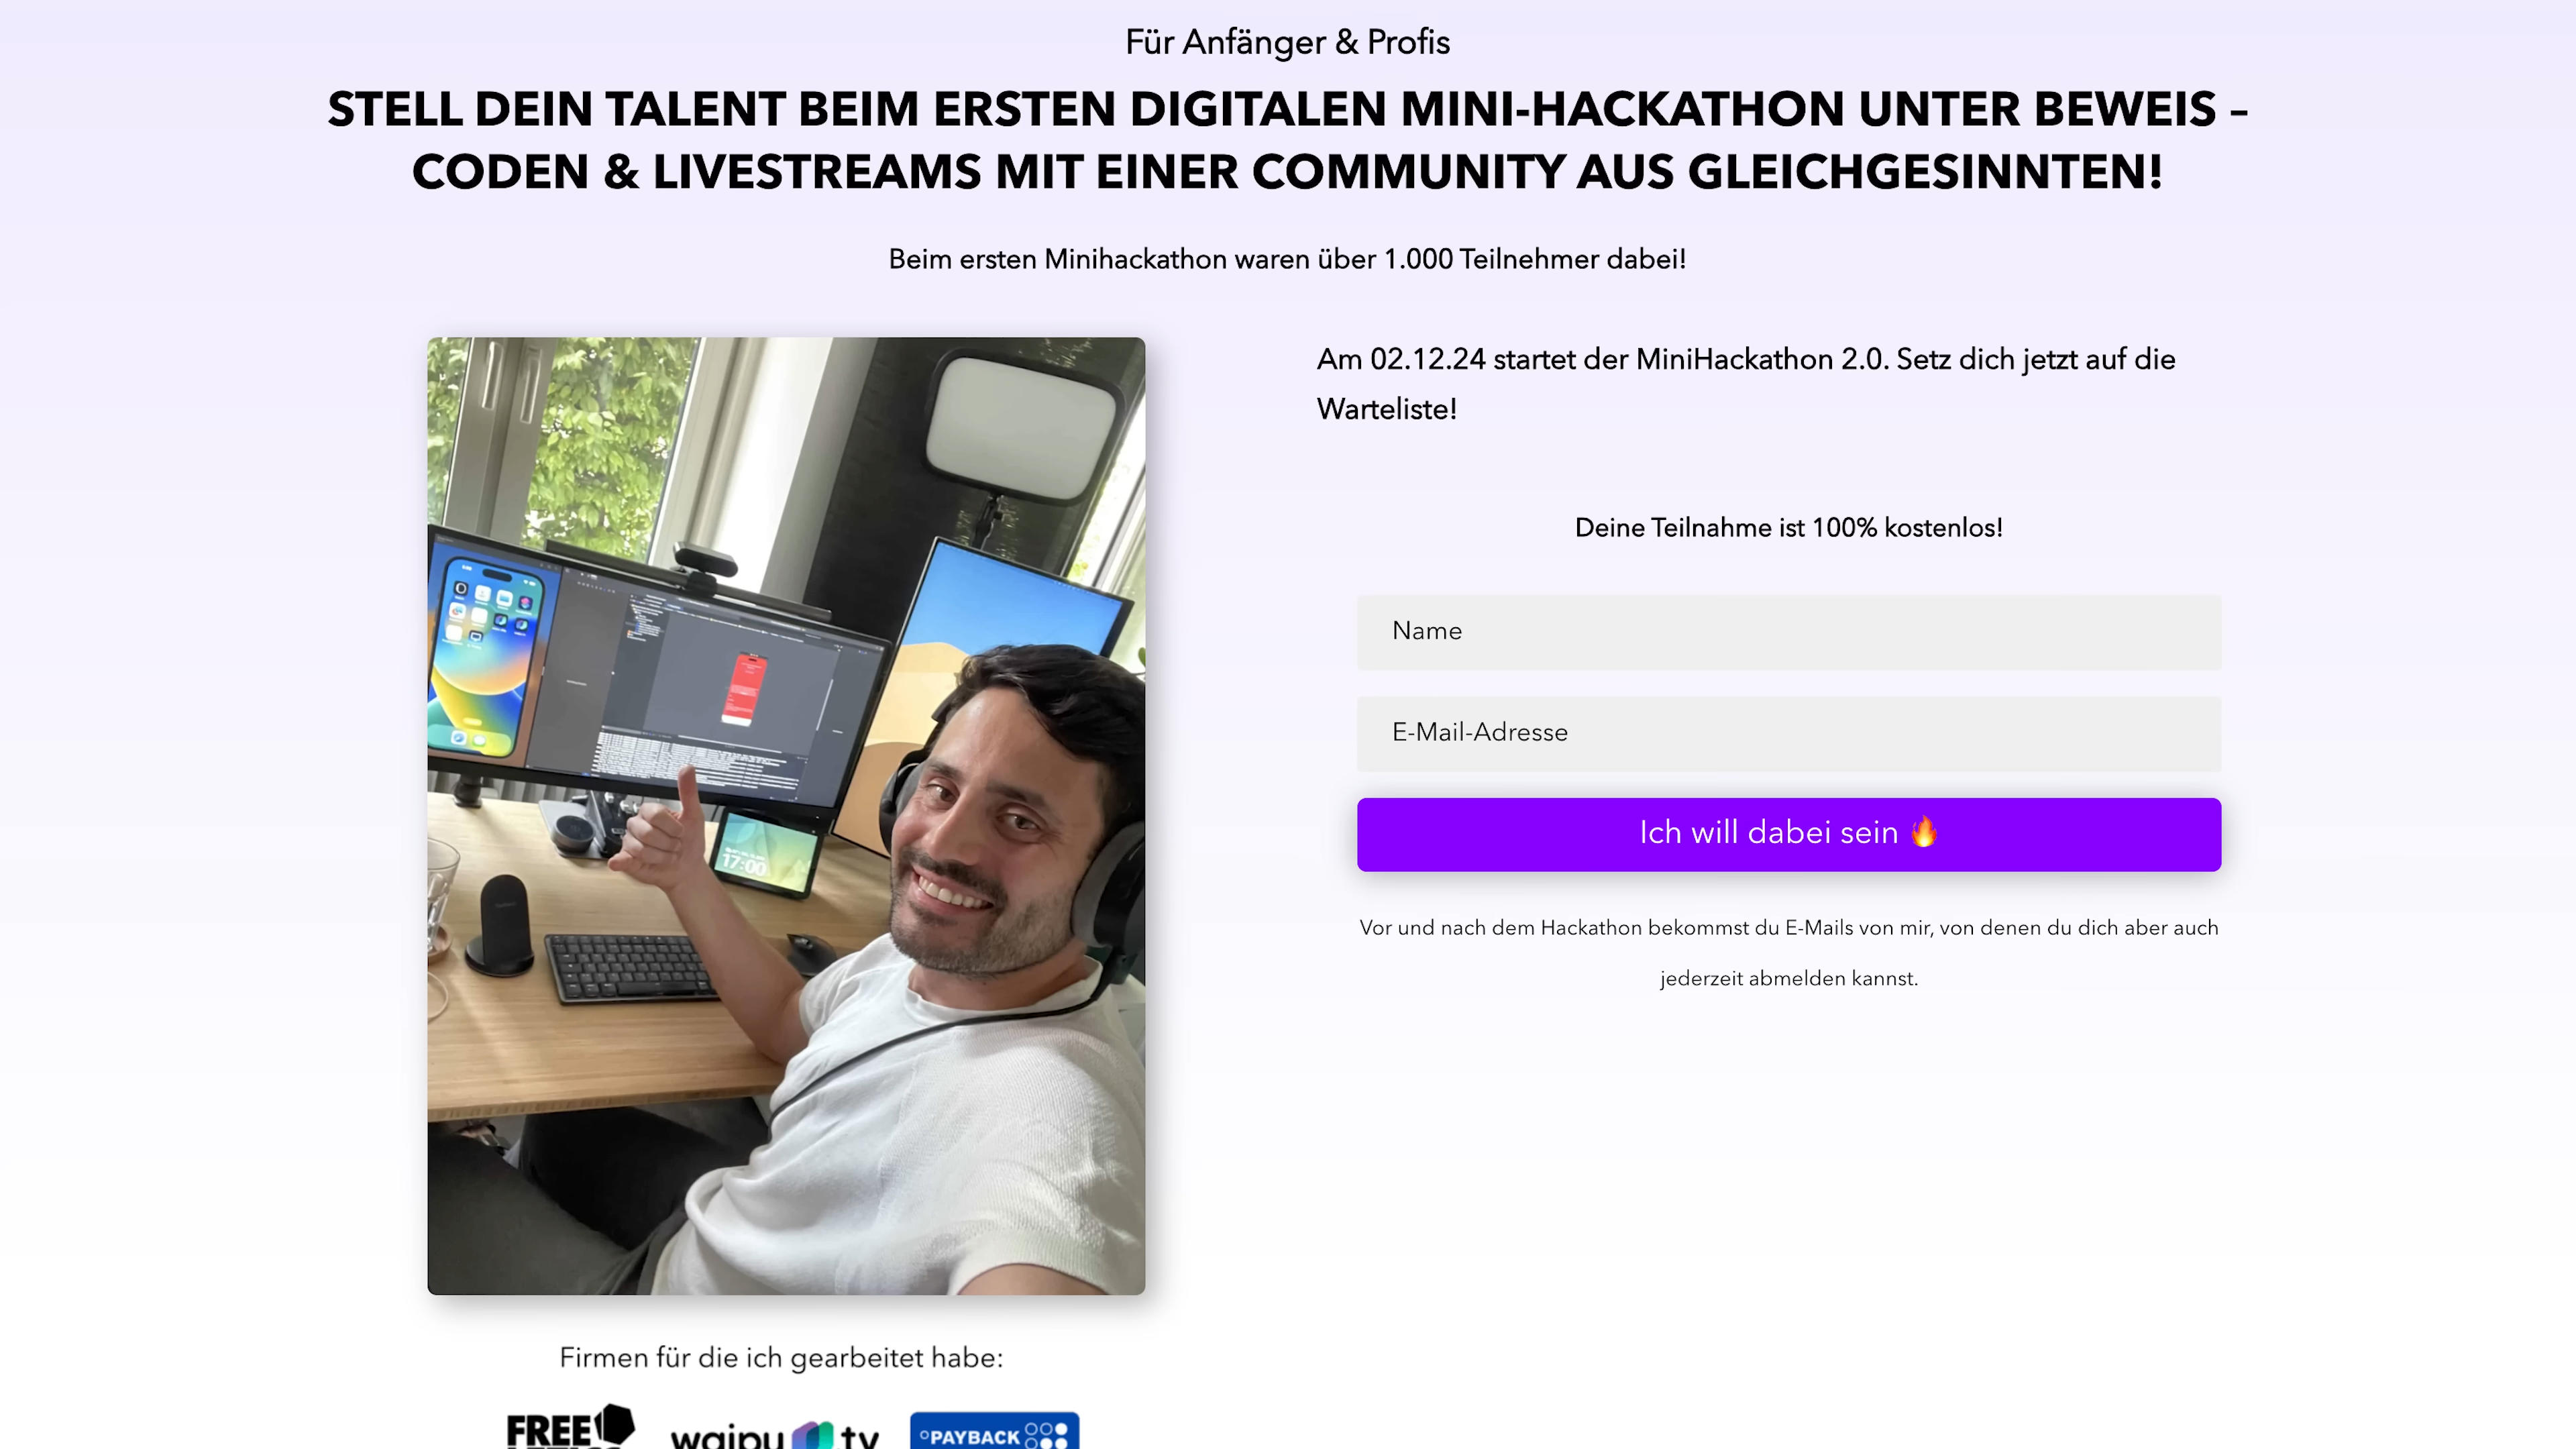 Für Anfänger & Profis
STELL DEIN TALENT BEIM ERSTEN DIGITALEN MINI-HACKATHON UNTER BEWEIS –
CODEN & LIVESTREAMS MIT EINER COMMUNITY AUS GLEICHGESINNTEN!
Beim ersten Minihackathon waren über 1.000 Teilnehmer dabei!
Am 02.12.24 startet der MiniHackathon 2.0. Setz dich jetzt auf die
Warteliste!
Deine Teilnahme ist 100% kostenlos!
Name
E-Mail-Adresse
Ich will dabei sein 🔥
Vor und nach dem Hackathon bekommst du E-Mails von mir, von denen du dich aber auch
jederzeit abmelden kannst.
17:00
Firmen für die ich gearbeitet habe:
FREE
waipu tv
PAYBACK